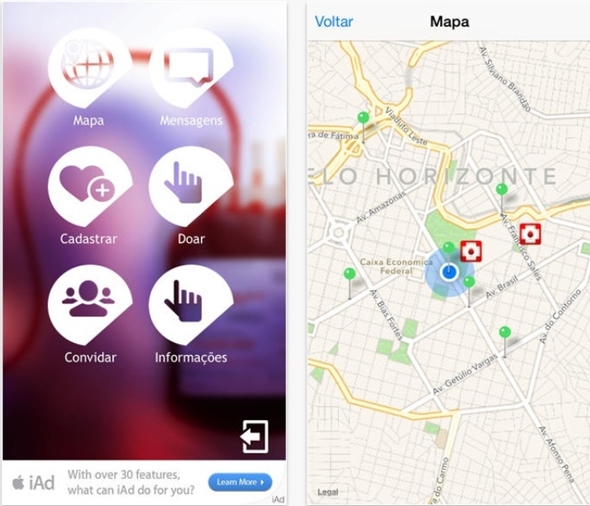 Mapa
Mensagens
Cadastrar
Doar
Convidar
Informações
iAd
With over 30 features,
what can iAd do for you?
Learn More
iAd
Voltar
Mapa
Av. Silviano Brandão
Viaduto Leste
ra de Fátima
ELO HORIZONTE
Av. Amazonas
Av. Francisco Sales
Caixa Economica
Federal
Av. Brasil
Av. Bias Fortes
Av. do Contorno
Av. Getúlio Vargas
Av. Afonso Pena
do Carmo
Legal